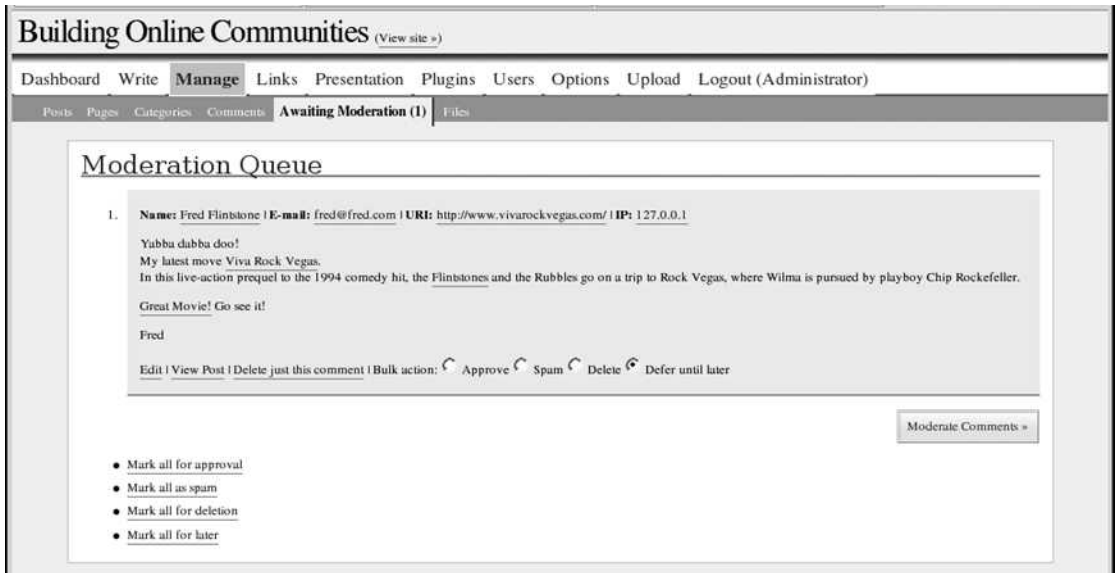 Building Online Communities (View site »)
Dashboard Write Manage Links Presentation Plugins Users Options Upload Logout (Administrator)
Posts Pages Categories Comments Awaiting Moderation (1) Files
Moderation Queue
1. Name: Fred Flintstone | E-mail: fred@fred.com | URI: http://www.vivarockvegas.com/ | IP: 127.0.0.1
Yabba dabba doo!
My latest move Viva Rock Vegas.
In this live-action prequel to the 1994 comedy hit, the Flintstones and the Rubbles go on a trip to Rock Vegas, where Wilma is pursued by playboy Chip Rockefeller.
Great Movie! Go see it!
Fred
Edit | View Post | Delete just this comment | Bulk action: Approve Spam Delete Defer until later
Moderate Comments »
Mark all for approval
Mark all as spam
Mark all for deletion
Mark all for later